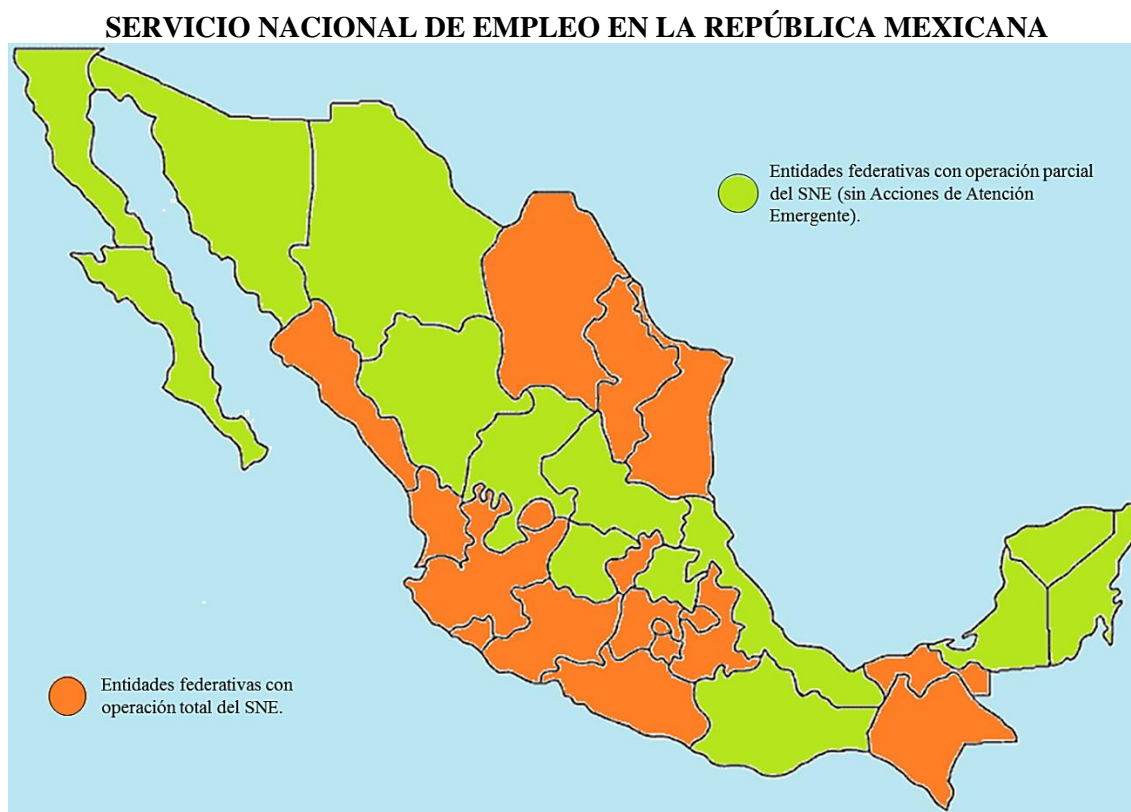 SERVICIO NACIONAL DE EMPLEO EN LA REPÚBLICA MEXICANA
Entidades federativas con operación parcial
del SNE (sin Acciones de Atención
Emergente).
Entidades federativas con
operación total del SNE.